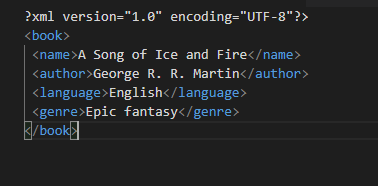 ?xml version="1.0" encoding="UTF-8"?>
<book>
 <name>A Song of Ice and Fire</name>
 <author>George R. R. Martin</author>
 <language>English</language>
 <genre>Epic fantasy</genre>
</book>